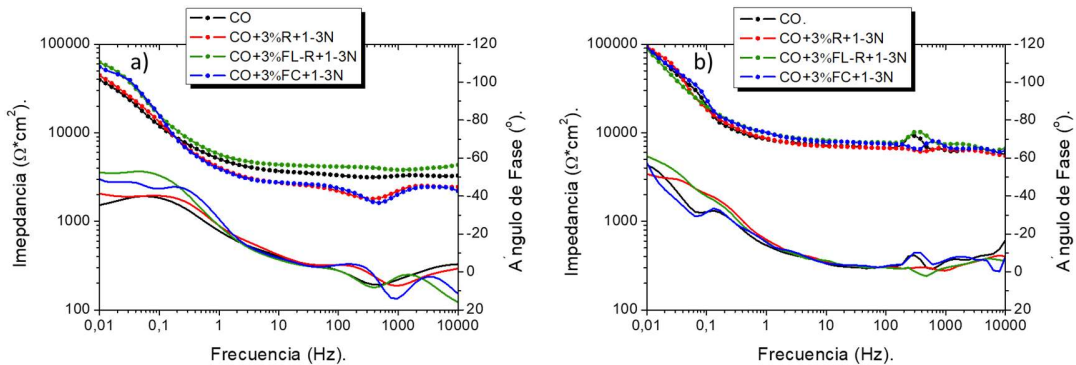 CO
CO+3%R+1-3N
CO+3%FL-R+1-3N
CO+3%FC+1-3N
a)
100000
10000
1000
100
Imepdancia (Ω*cm²).
-120
-100
-80
-60
-40
-20
0
20
Angulo de Fase (°).
0,01 0,1 1 10 100 1000 10000
Frecuencia (Hz).
CO.
CO+3%R+1-3N
CO+3%FL-R+1-3N
CO+3%FC+1-3N
b)
100000
10000
1000
100
Impedancia (Ω*cm²).
-120
-100
-80
-60
-40
-20
0
20
Angulo de Fase (°).
0,01 0,1 1 10 100 1000 10000
Frecuencia (Hz).